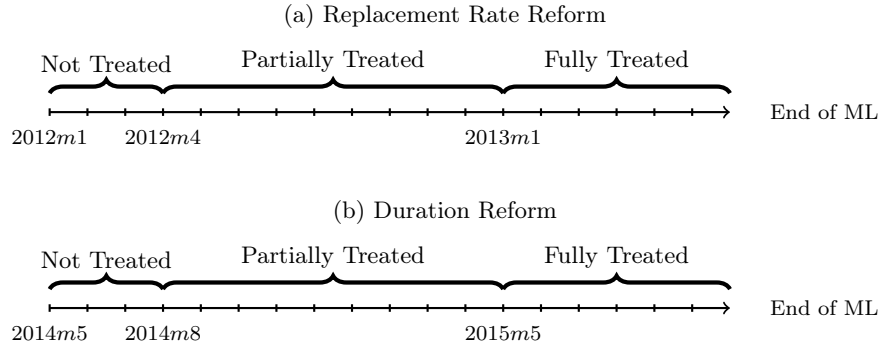 (a) Replacement Rate Reform
Not Treated Partially Treated Fully Treated
End of ML
2012m1 2012m4 2013m1
(b) Duration Reform
Not Treated Partially Treated Fully Treated
End of ML
2014m5 2014m8 2015m5